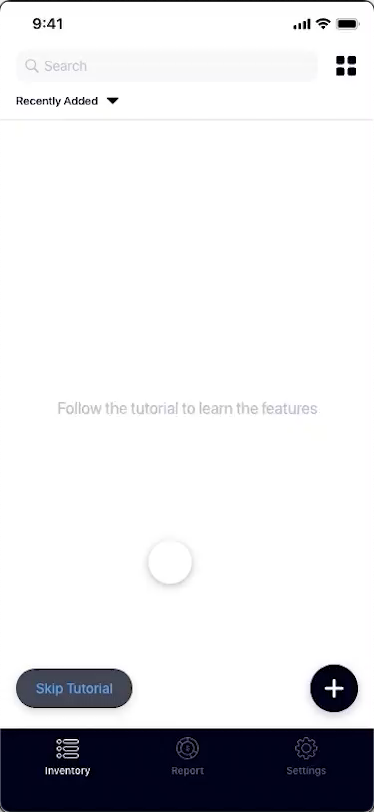 9:41
Search
Recently Added
Follow the tutorial to learn the features
Skip Tutorial
Inventory
Report
Settings